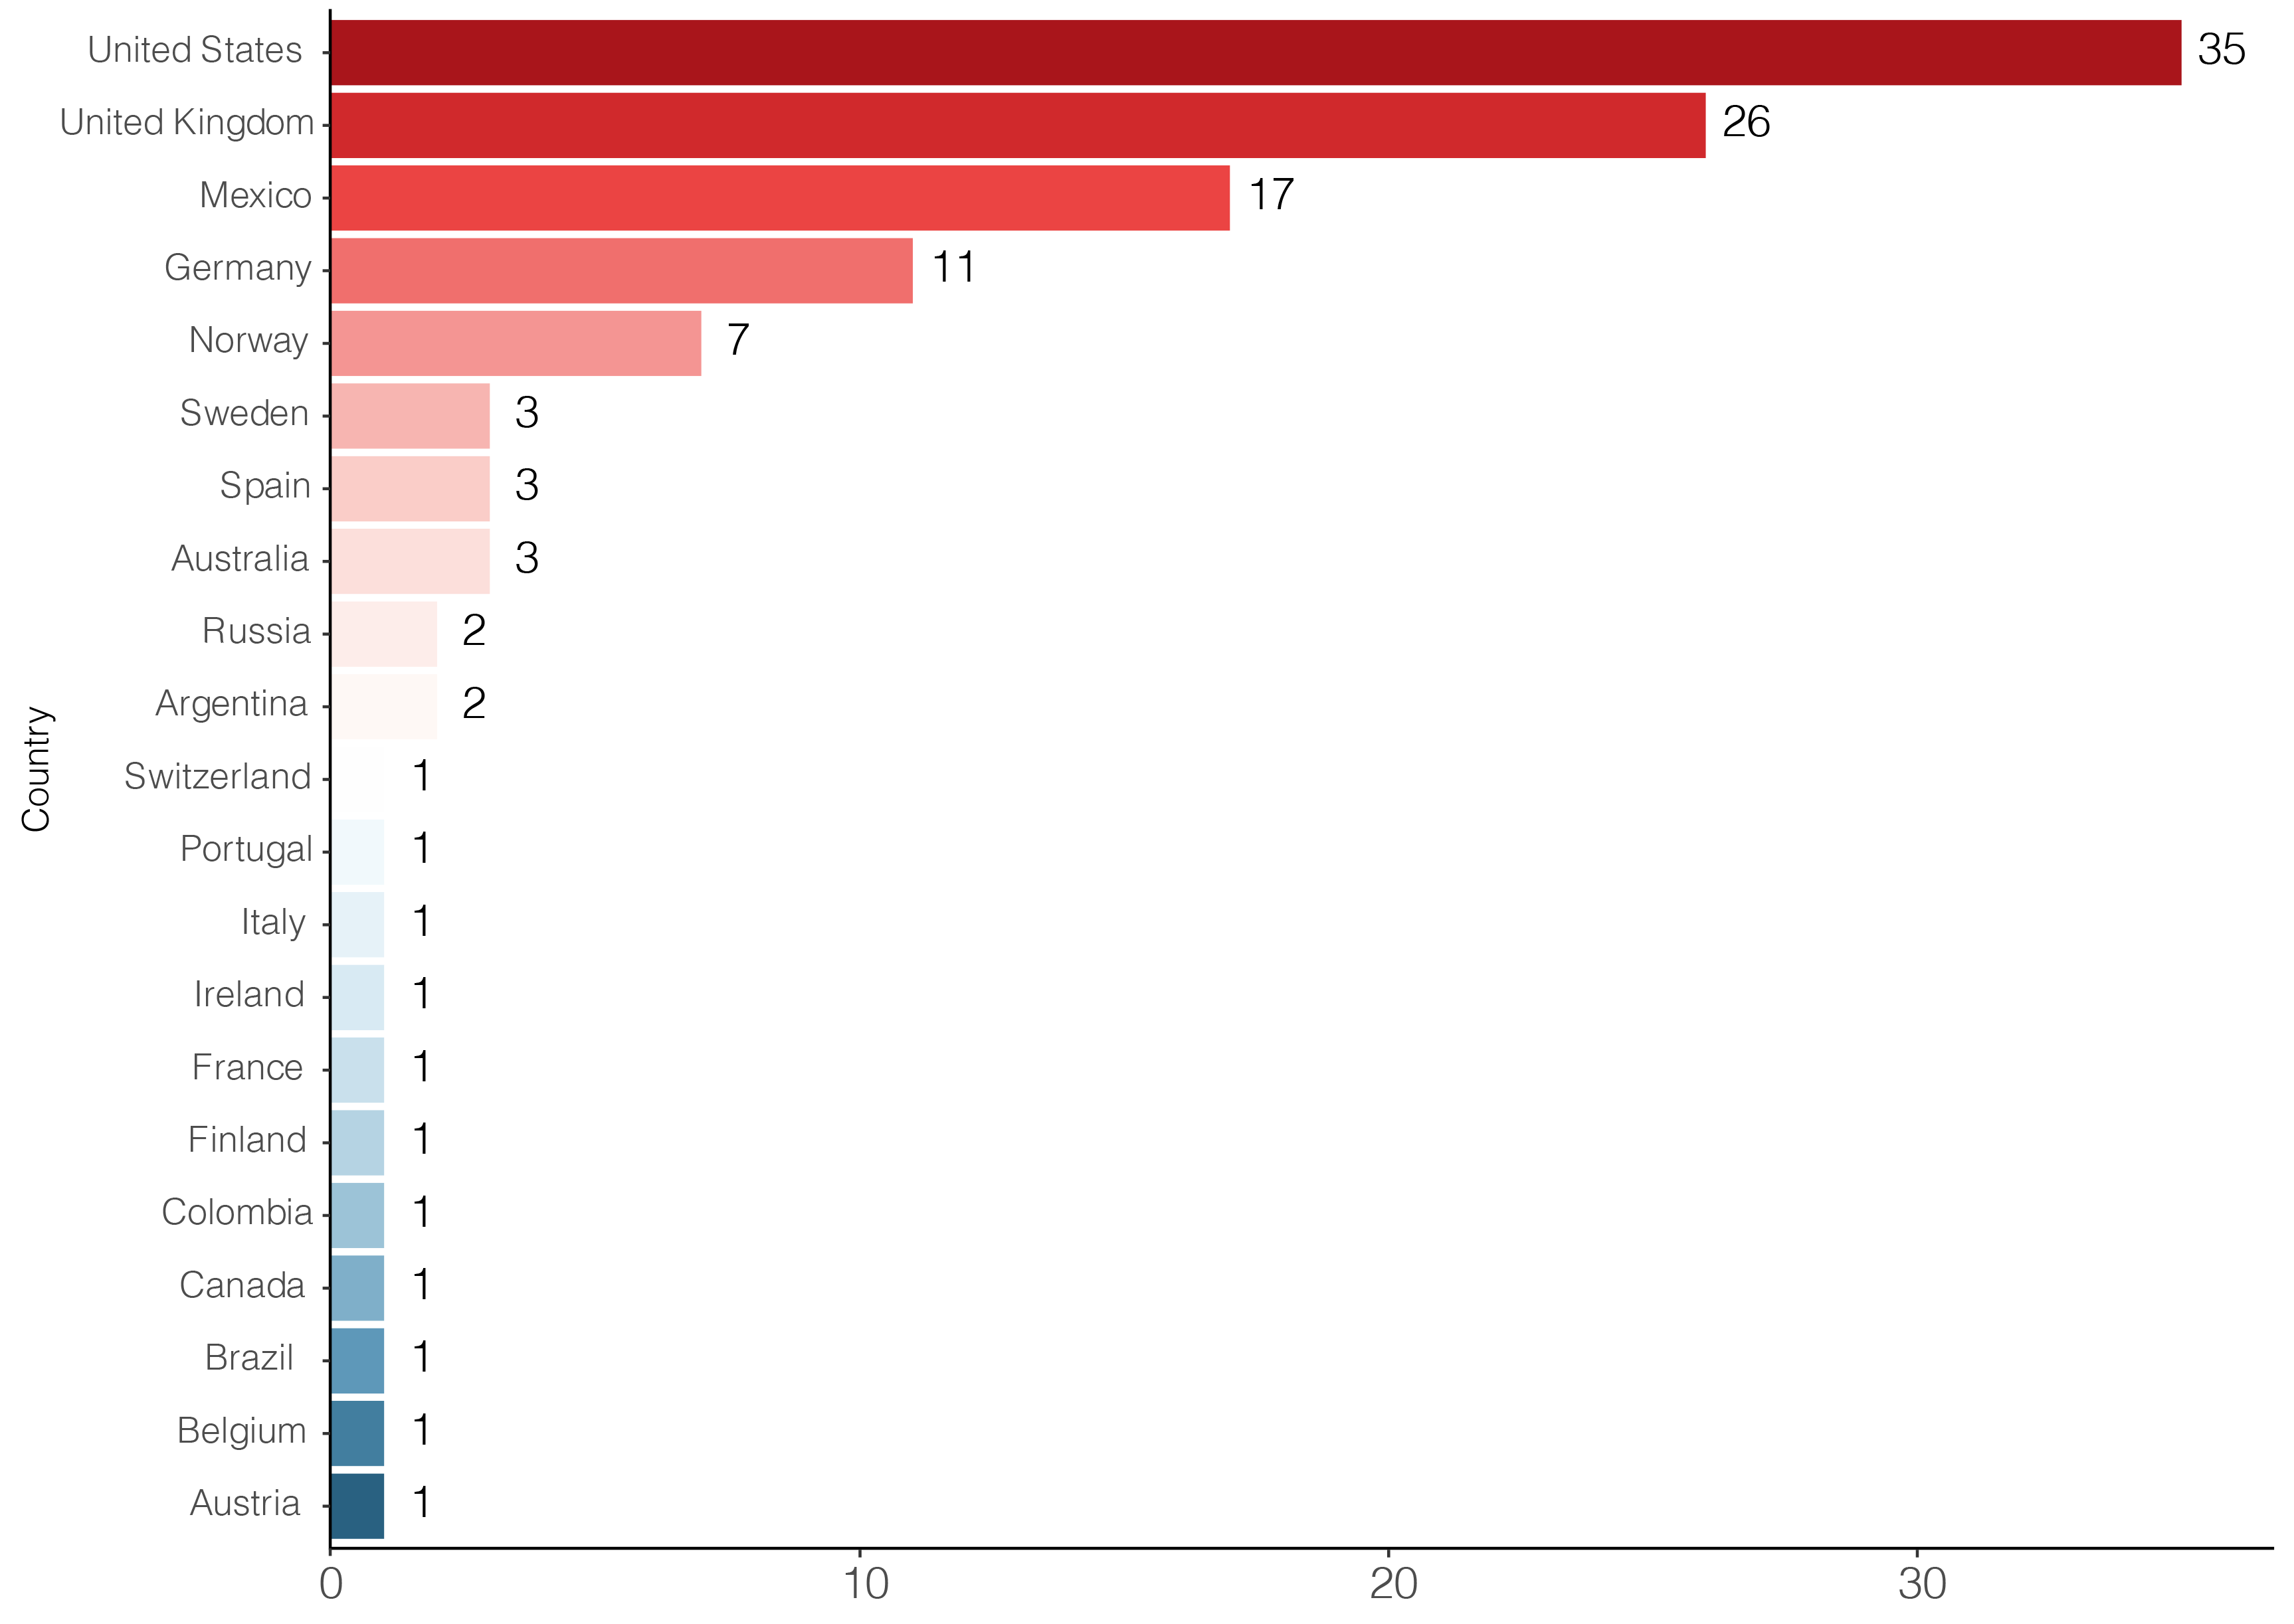 United States 35
United Kingdom 26
Mexico 17
Germany 11
Norway 7
Sweden 3
Spain 3
Australia 3
Russia 2
Argentina 2
Switzerland 1
Portugal 1
Italy 1
Ireland 1
France 1
Finland 1
Colombia 1
Canada 1
Brazil 1
Belgium 1
Austria 1
Country
0 10 20 30